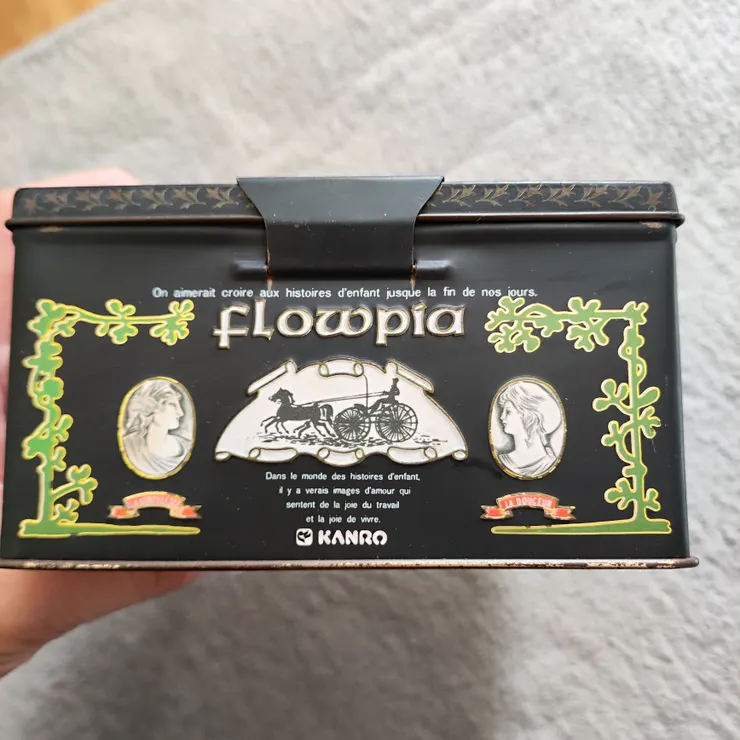 On aimerait croire aux histoires d'enfant jusque la fin de nos jours.
flowpia
LA DOUCEUR
Dans le monde des histoires d'enfant,
il y a verais images d'amour qui
sentent de la joie du travail
et la joie de vivre.
KANRO